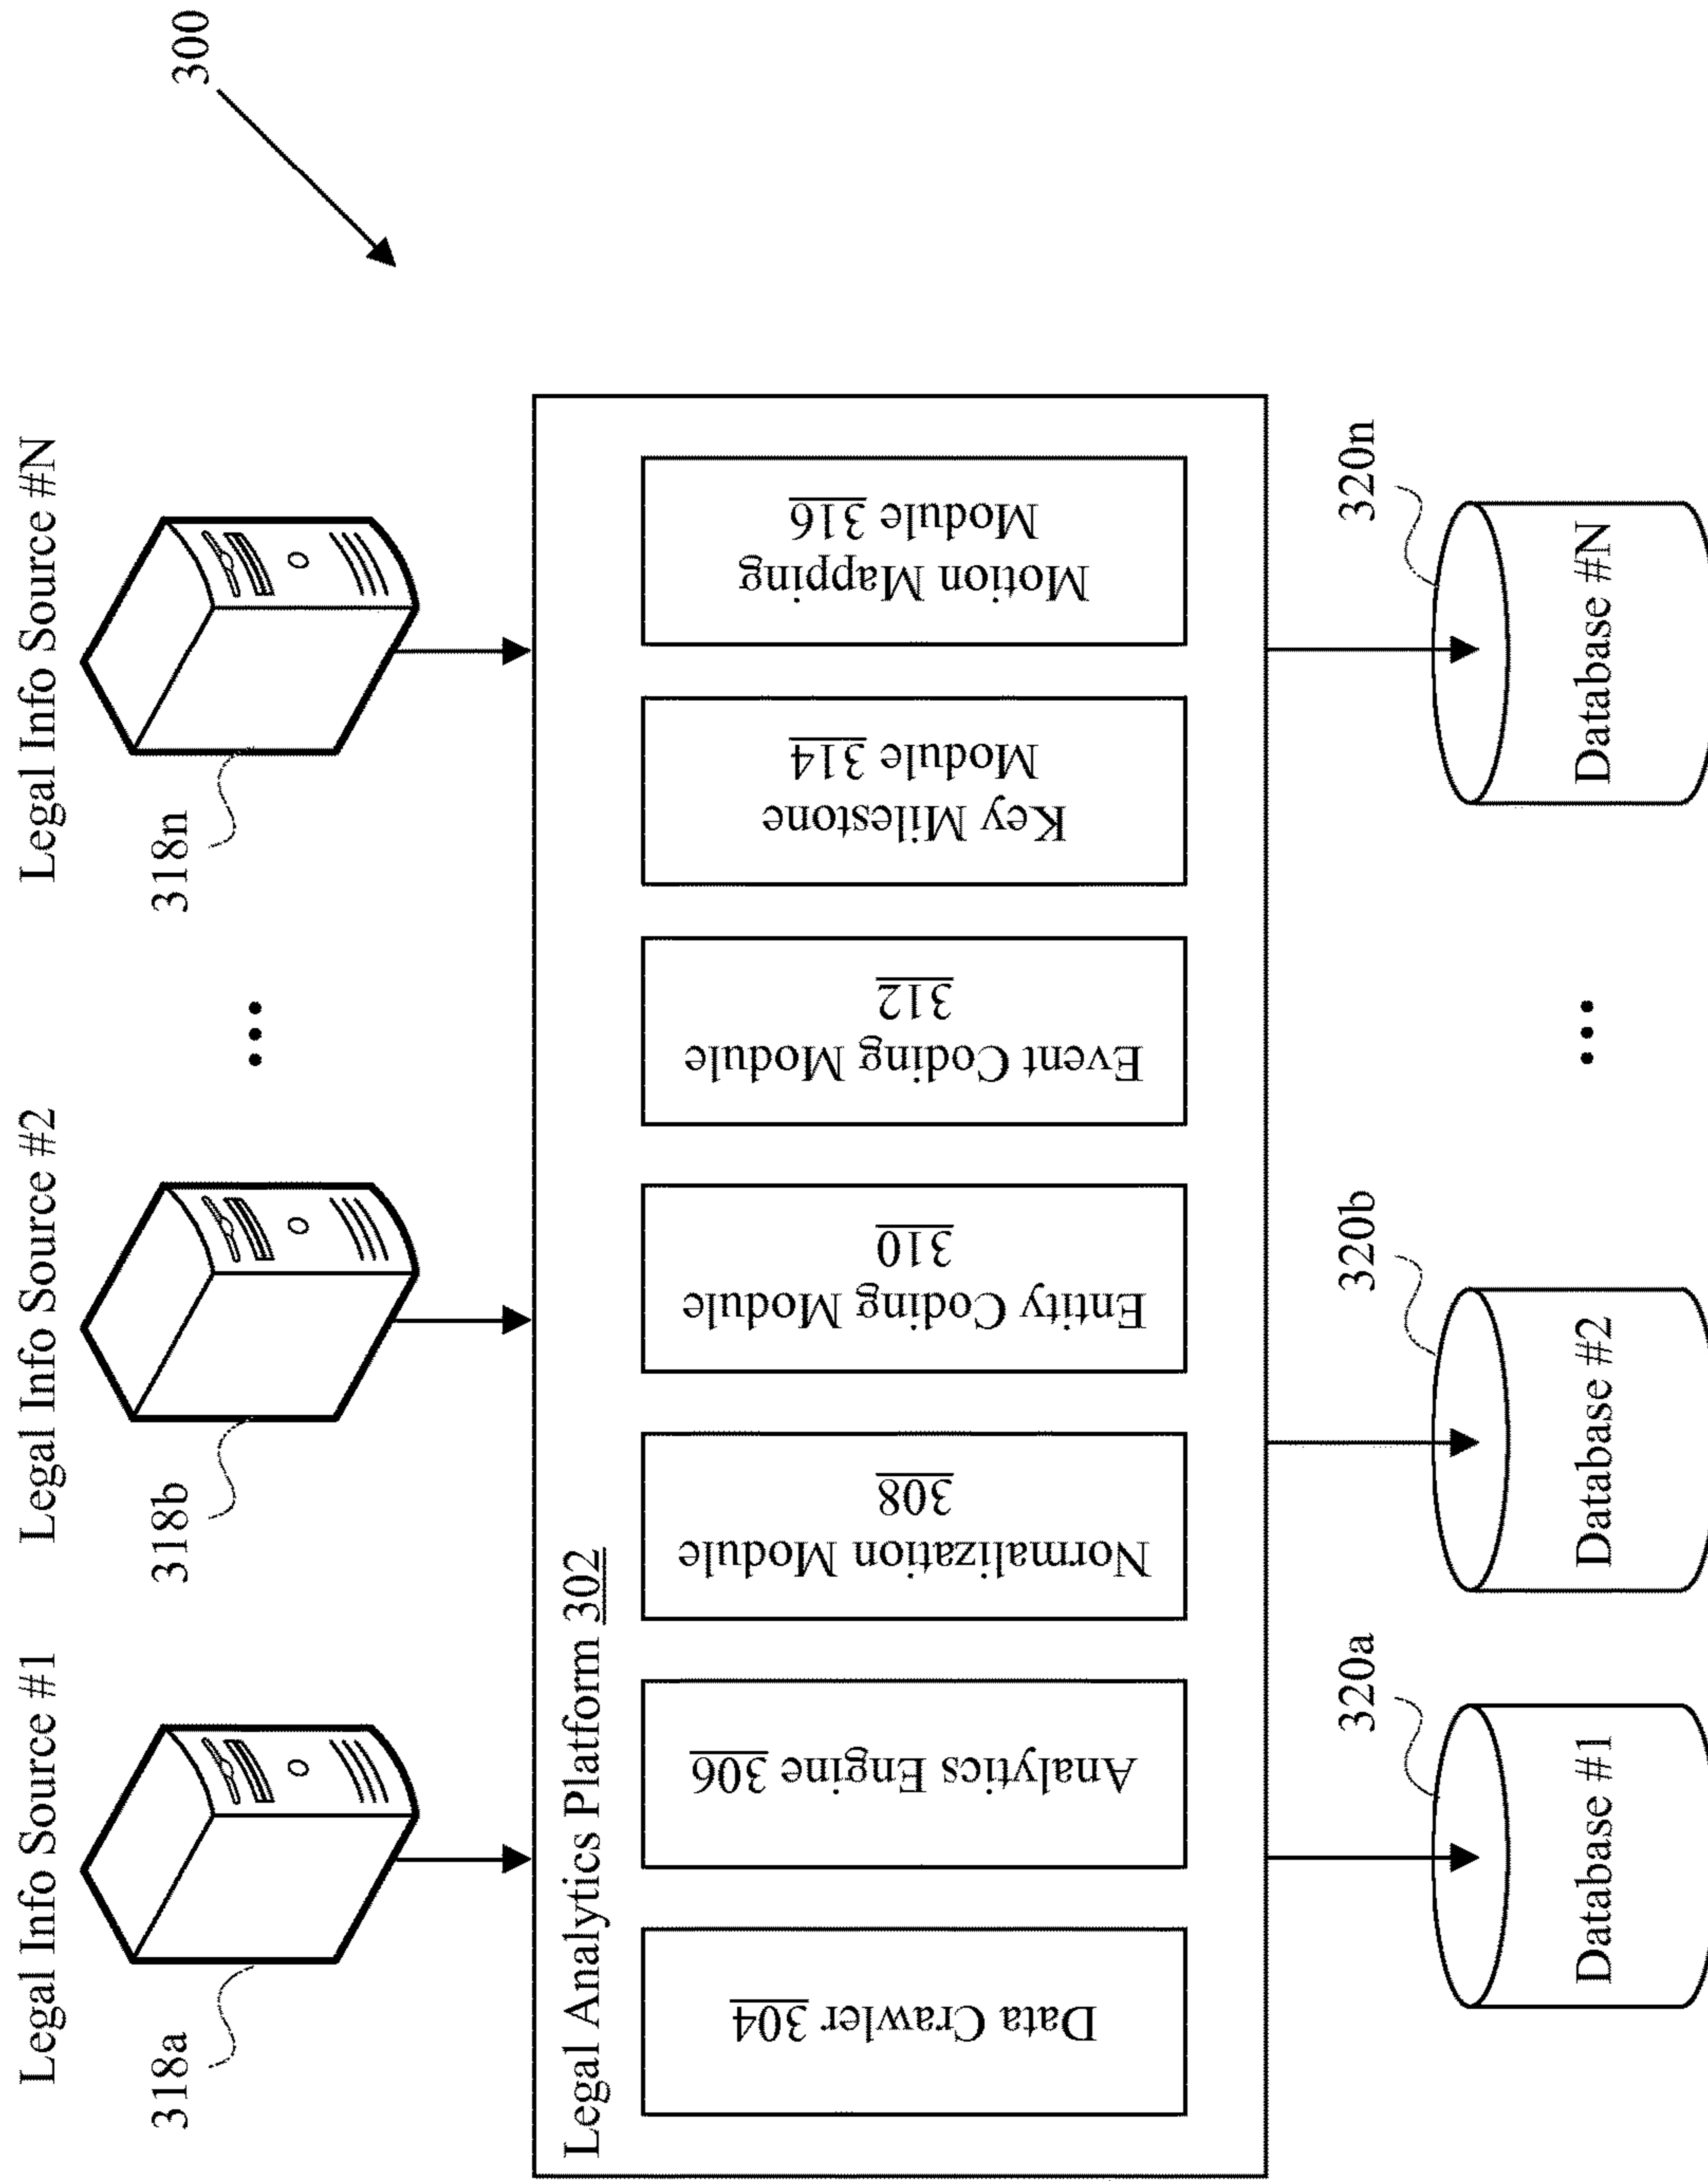 300
Legal Info Source #1
Legal Info Source #2
Legal Info Source #N
318a
318b
...
318n
Legal Analytics Platform 302
Data Crawler 304
Analytics Engine 306
Normalization Module
308
Entity Coding Module
310
Event Coding Module
312
Key Milestone
Module 314
Motion Mapping
Module 316
320a
320b
320n
Database #1
Database #2
...
Database #N